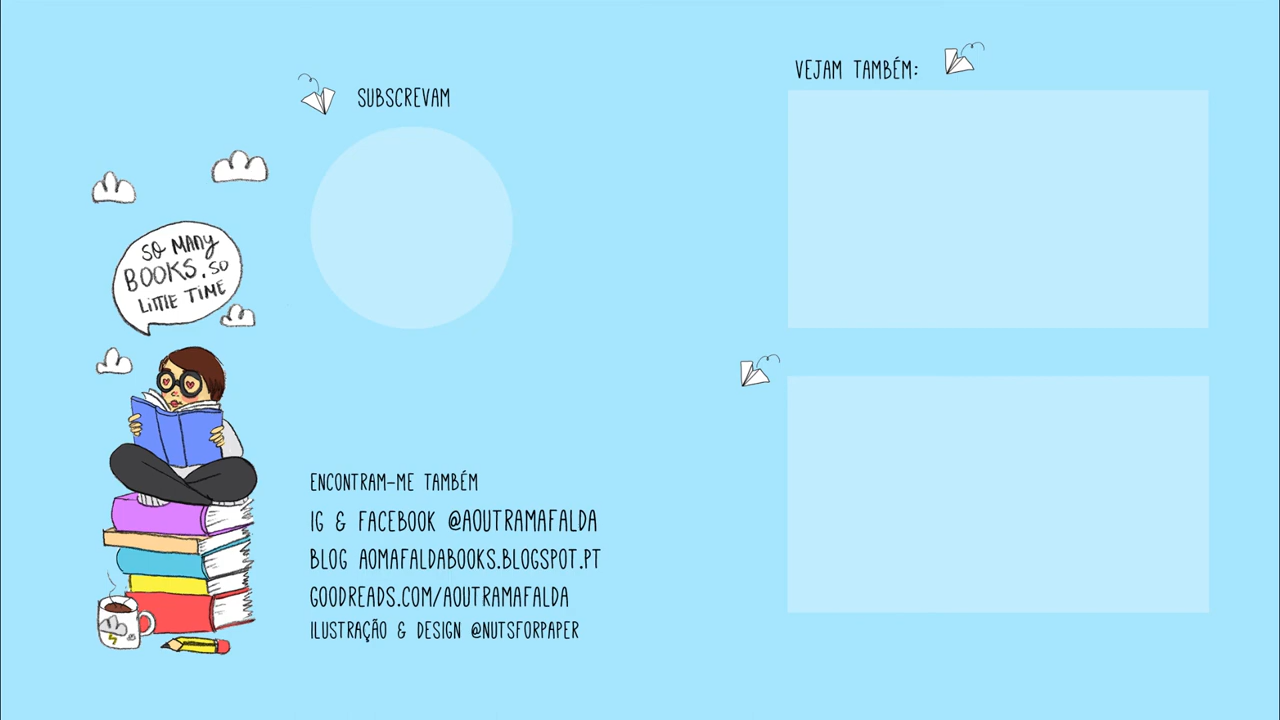 SUBSCREVAM
VEJAM TAMBÉM:
SO MANY
BOOKS, SO
LITTLE TIME
ENCONTRAM-ME TAMBÉM
IG & FACEBOOK @AOUTRAMAFALDA
BLOG AOMAFALDABOOKS.BLOGSPOT.PT
GOODREADS.COM/AOUTRAMAFALDA
ILUSTRAÇÃO & DESIGN @NUTSFORPAPER